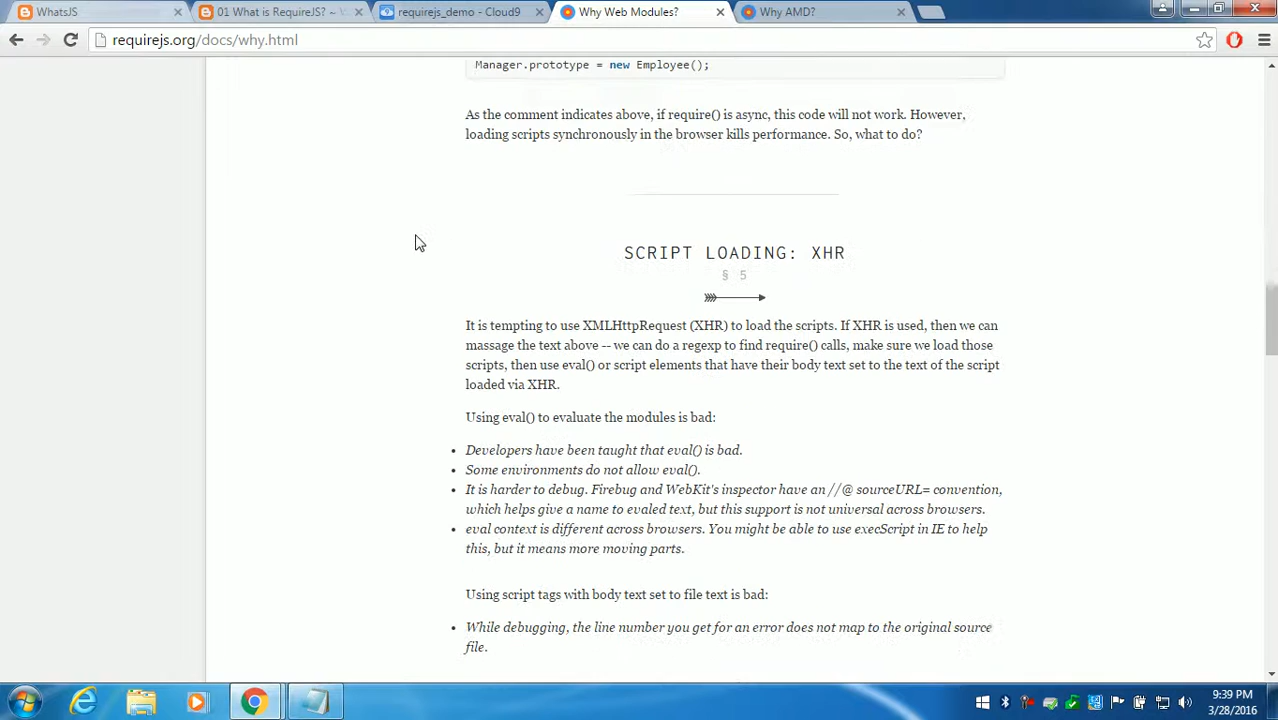 WhatsJS
01 What is RequireJS? ~
requirejs_demo - Cloud9
Why Web Modules?
Why AMD?
requirejs.org/docs/why.html
Manager.prototype = new Employee();
As the comment indicates above, if require() is async, this code will not work. However,
loading scripts synchronously in the browser kills performance. So, what to do?
SCRIPT LOADING: XHR
§ 5
It is tempting to use XMLHttpRequest (XHR) to load the scripts. If XHR is used, then we can
massage the text above -- we can do a regexp to find require() calls, make sure we load those
scripts, then use eval() or script elements that have their body text set to the text of the script
loaded via XHR.
Using eval() to evaluate the modules is bad:
• Developers have been taught that eval() is bad.
• Some environments do not allow eval().
• It is harder to debug. Firebug and WebKit's inspector have an //@ sourceURL= convention,
which helps give a name to evaled text, but this support is not universal across browsers.
• eval context is different across browsers. You might be able to use execScript in IE to help
this, but it means more moving parts.
Using script tags with body text set to file text is bad:
• While debugging, the line number you get for an error does not map to the original source
file.
9:39 PM
3/28/2016